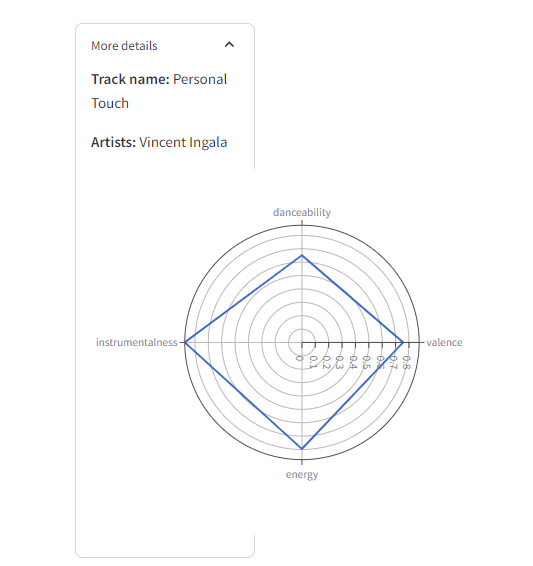 More details
Track name: Personal
Touch
Artists: Vincent Ingala
danceability
instrumentalness
valence
0 0.1 0.2 0.3 0.4 0.5 0.6 0.7 0.8
energy